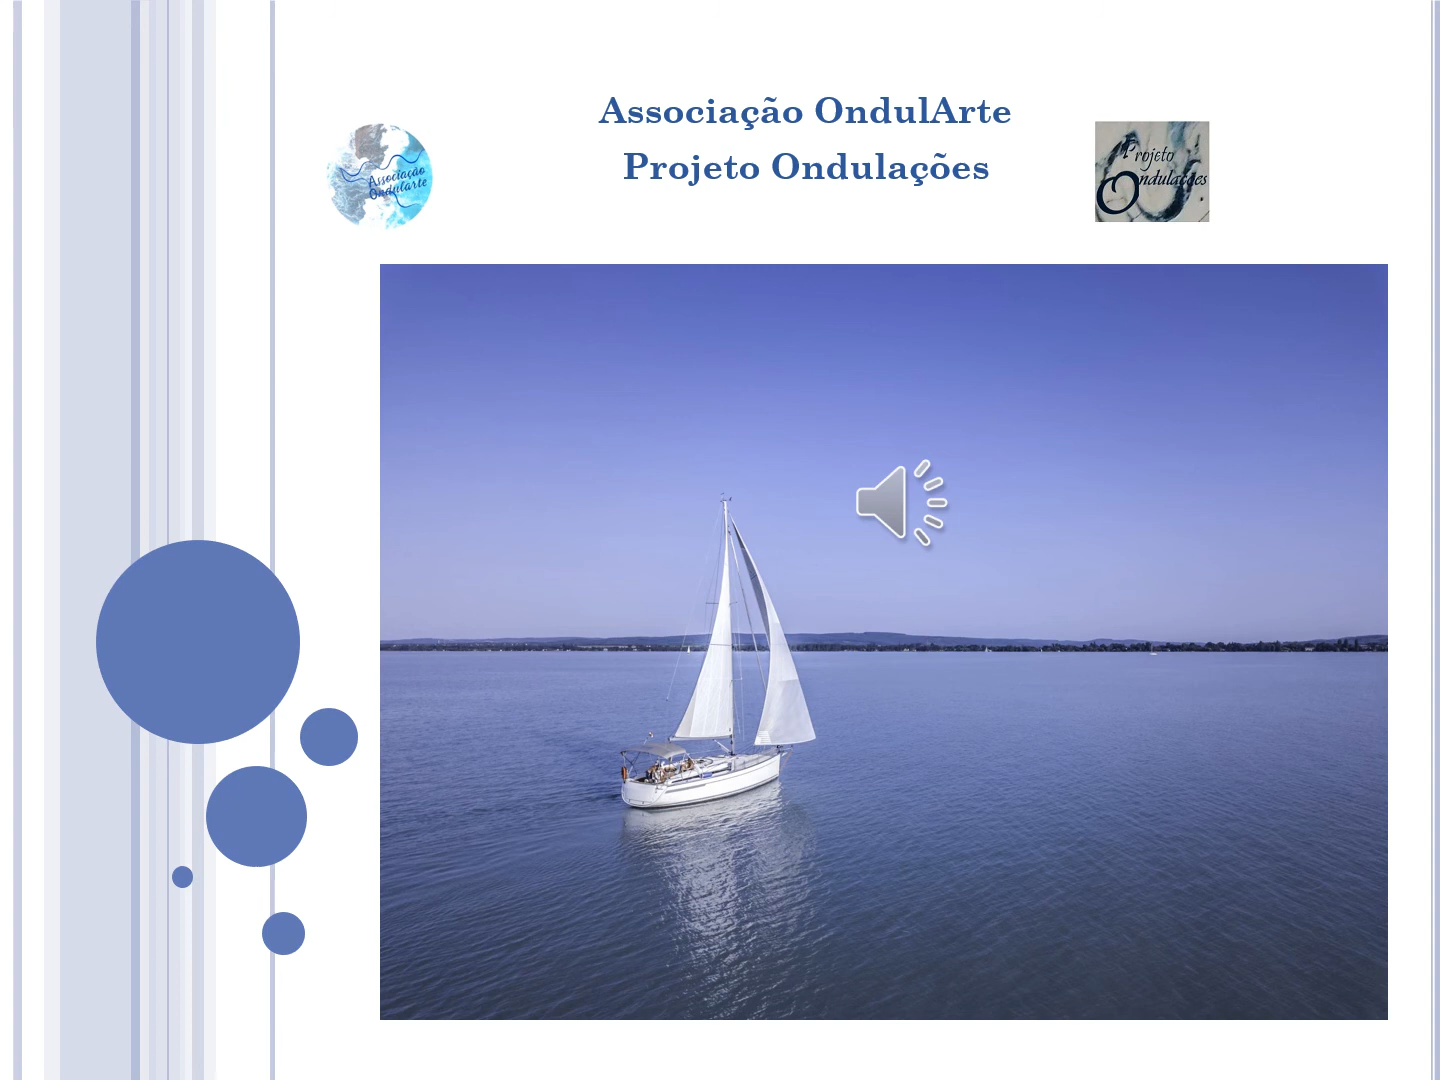 Associação OndulArte
Projeto Ondulações
Associação
Ondularte
Projeto
Ondulações